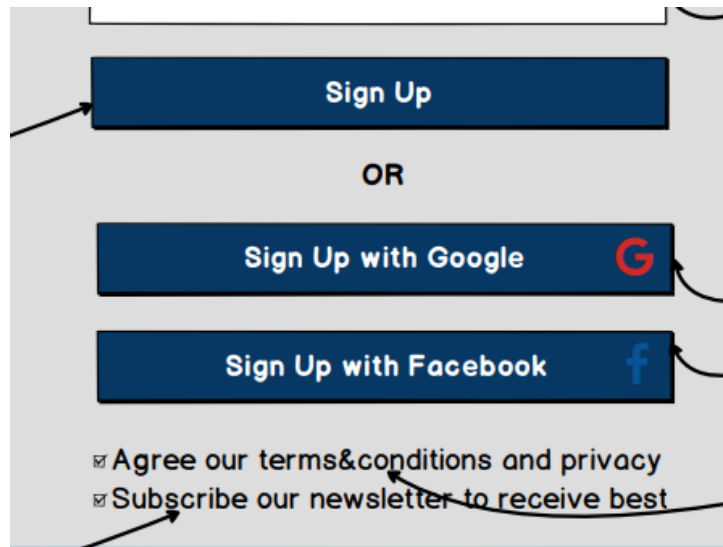 Sign Up
OR
Sign Up with Google G
Sign Up with Facebook f
Agree our terms&conditions and privacy
Subscribe our newsletter to receive best